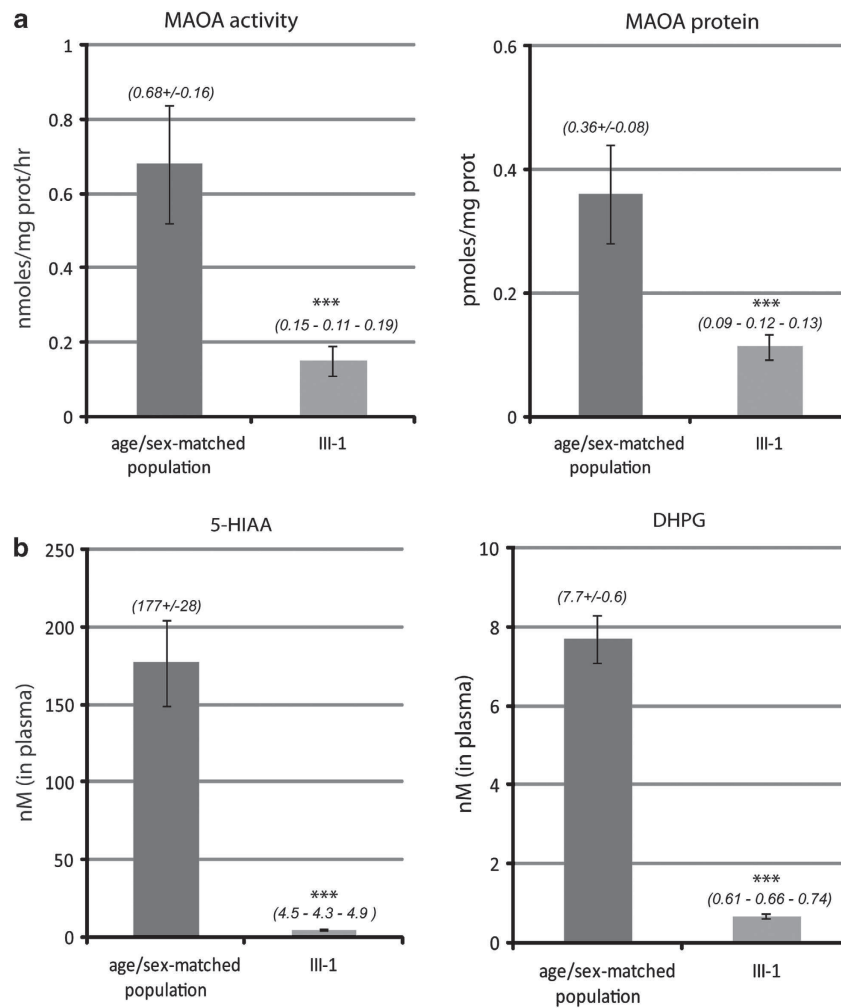 a
MAOA activity
1
0.8
0.6
0.4
0.2
0
nmoles/mg prot/hr
(0.68+/-0.16)
***
(0.15 - 0.11 - 0.19)
age/sex-matched
population
III-1
MAOA protein
0.6
0.4
0.2
0
pmoles/mg prot
(0.36+/-0.08)
***
(0.09 - 0.12 - 0.13)
age/sex-matched
population
III-1
b
5-HIAA
250
200
150
100
50
0
nM (in plasma)
(177+/-28)
***
(4.5 - 4.3 - 4.9 )
age/sex-matched
population
III-1
DHPG
10
8
6
4
2
0
nM (in plasma)
(7.7+/-0.6)
***
(0.61 - 0.66 - 0.74)
age/sex-matched
population
III-1